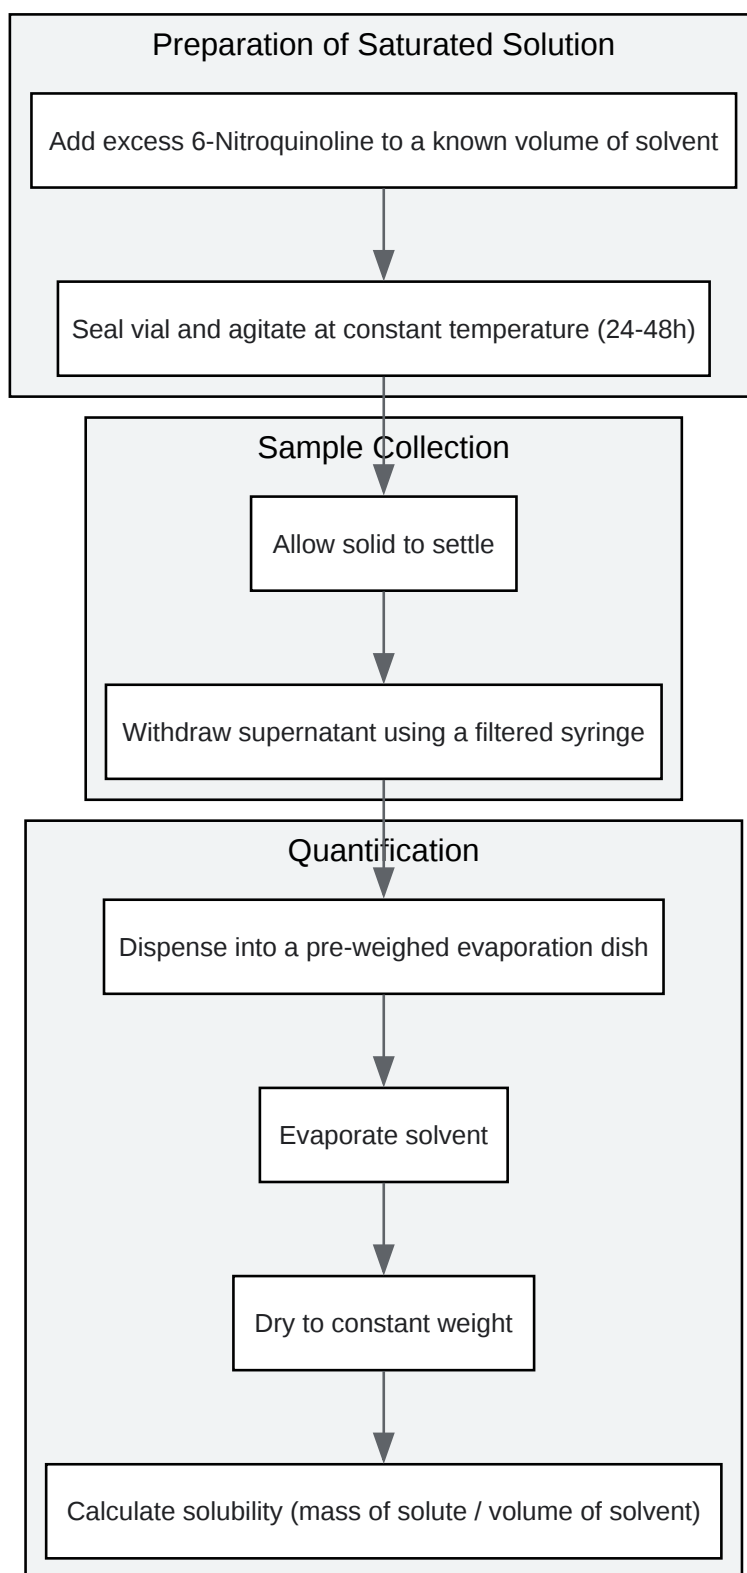 Preparation of Saturated Solution
Add excess 6-Nitroquinoline to a known volume of solvent
Seal vial and agitate at constant temperature (24-48h)
Sample Collection
Allow solid to settle
Withdraw supernatant using a filtered syringe
Quantification
Dispense into a pre-weighed evaporation dish
Evaporate solvent
Dry to constant weight
Calculate solubility (mass of solute / volume of solvent)